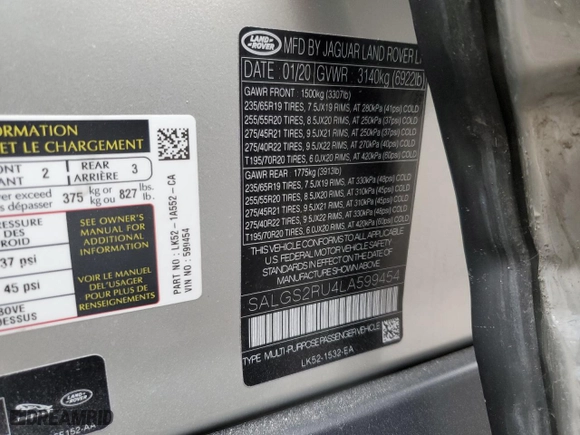 LAND ROVER
MFD BY JAGUAR LAND ROVER
DATE : 01/20 GVWR : 3140kg (6922lb)
GAWR FRONT : 1500kg (3307lb)
235/65R19 TIRES, 7.5JX19 RIMS, AT 280kPa (41psi) COLD
255/55R20 TIRES, 8.5JX20 RIMS, AT 250kPa (37psi) COLD
275/45R21 TIRES, 9.5JX21 RIMS, AT 250kPa (37psi) COLD
275/40R22 TIRES, 9.5JX22 RIMS, AT 270kPa (40psi) COLD
T195/70R20 TIRES, 6.0JX20 RIMS, AT 420kPa (60psi) COLD
GAWR REAR : 1775kg (3913lb)
235/65R19 TIRES, 7.5JX19 RIMS, AT 330kPa (48psi) COLD
255/55R20 TIRES, 8.5JX20 RIMS, AT 310kPa (45psi) COLD
275/45R21 TIRES, 9.5JX21 RIMS, AT 310kPa (45psi) COLD
275/40R22 TIRES, 9.5JX22 RIMS, AT 330kPa (48psi) COLD
T195/70R20 TIRES, 6.0JX20 RIMS, AT 420kPa (60psi) COLD
THIS VEHICLE CONFORMS TO ALL APPLICABLE
U.S FEDERAL MOTOR VEHICLE SAFETY
STANDARDS IN EFFECT ON THE DATE OF
MANUFACTURE SHOWN ABOVE.
SALGS2RU4LA599454
TYPE: MULTI-PURPOSE PASSENGER VEHICLE
LK52-1532-EA
ORMATION
ET LE CHARGEMENT
ONT 2 REAR 3
ANT ARRIÈRE
ver exceed 375 kg or 827 lbs.
s dépasser kg ou lb.
PRESSURE
DES
ROID
37 psi
45 psi
ABOVE
DESSUS
SEE OWNER'S
MANUAL FOR
ADDITIONAL
INFORMATION
VOIR LE MANUEL
DE L'USAGER
POUR PLUS DE
RENSEIGNEMENTS
PART NO : LK52-1A552-CA
VIN : 599454
LAND ROVER
DREAMRID